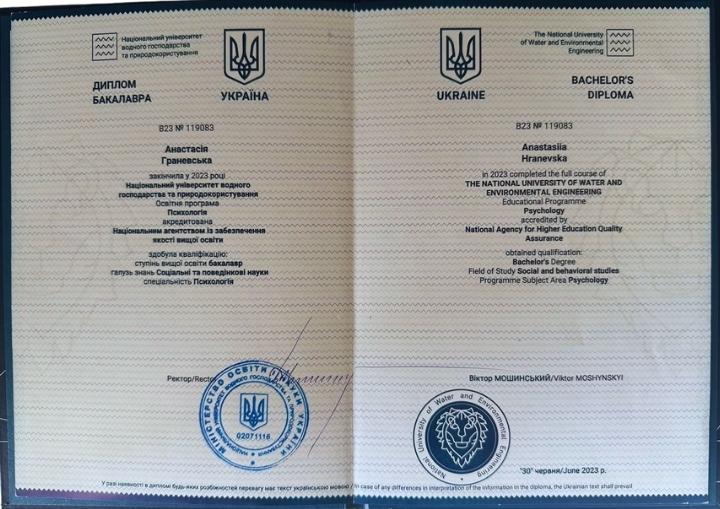 Національний університет
водного господарства
та природокористування
ДИПЛОМ
БАКАЛАВРА
УКРАЇНА
В23 № 119083
Анастасія
Граневська
закінчила у 2023 році
Національний університет водного
господарства та природокористування
Освітня програма
Психологія
акредитована
Національним агентством із забезпечення
якості вищої освіти
здобула кваліфікацію:
ступінь вищої освіти бакалавр
галузь знань Соціальні та поведінкові науки
спеціальність Психологія
Ректор/Rector
МІНІСТЕРСТВО ОСВІТИ І НАУКИ УКРАЇНИ
НАЦІОНАЛЬНИЙ УНІВЕРСИТЕТ ВОДНОГО ГОСПОДАРСТВА ТА ПРИРОДОКОРИСТУВАННЯ
02071116
The National University
of Water and Environmental
Engineering
UKRAINE
BACHELOR'S
DIPLOMA
B23 № 119083
Anastasiia
Hranevska
in 2023 completed the full course of
THE NATIONAL UNIVERSITY OF WATER AND
ENVIRONMENTAL ENGINEERING
Educational Programme
Psychology
accredited by
National Agency for Higher Education Quality
Assurance
obtained qualification:
Bachelor's Degree
Field of Study Social and behavioral studies
Programme Subject Area Psychology
Віктор МОШИНСЬКИЙ/Viktor MOSHYNSKYI
National University of Water and Environmental Engineering
"30" червня/June 2023 р.
У разі наявності в дипломі будь-яких розбіжностей перевагу має текст українською мовою / In case of any differences in interpretation of the information in the diploma, the Ukrainian text shall prevail